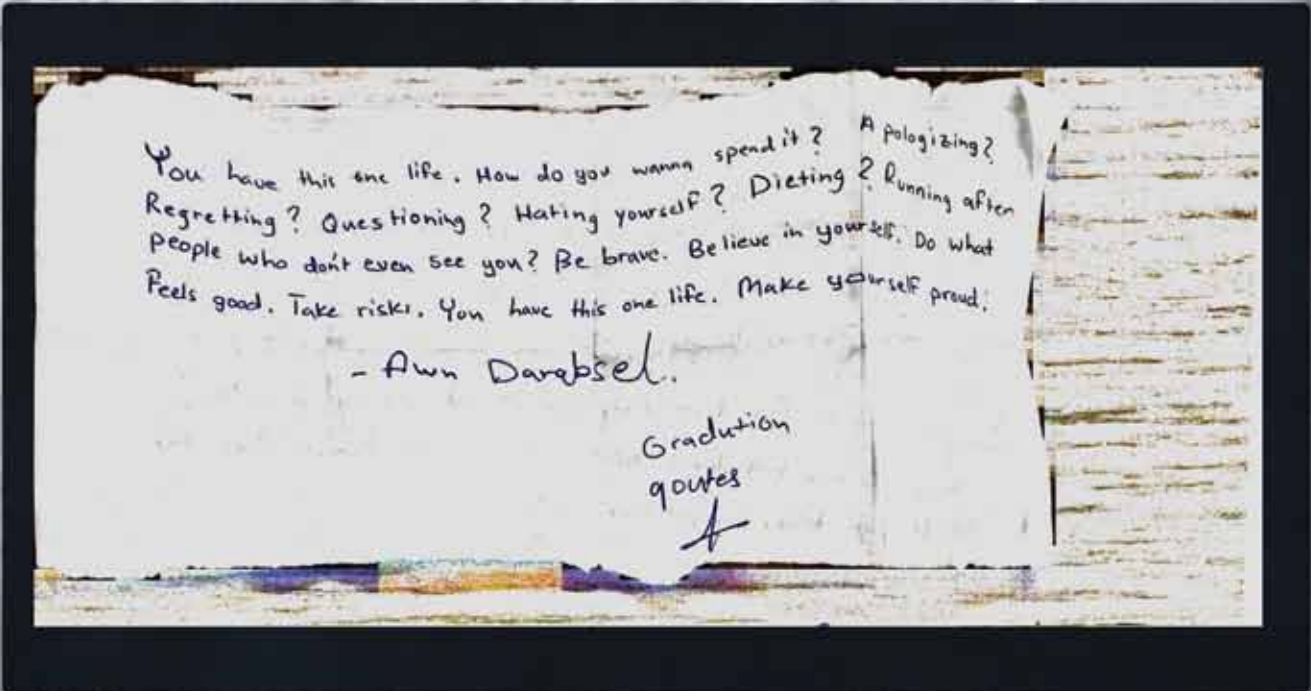 You have this one life. How do you wanna spend it? Apologizing?
Regretting? Questioning? Hating yourself? Dieting? Running after
people who don't even see you? Be brave. Believe in yourself. Do what
Feels good. Take risks. You have this one life. Make yourself proud.
- Awn Darabsel.
Gradution
qoutes